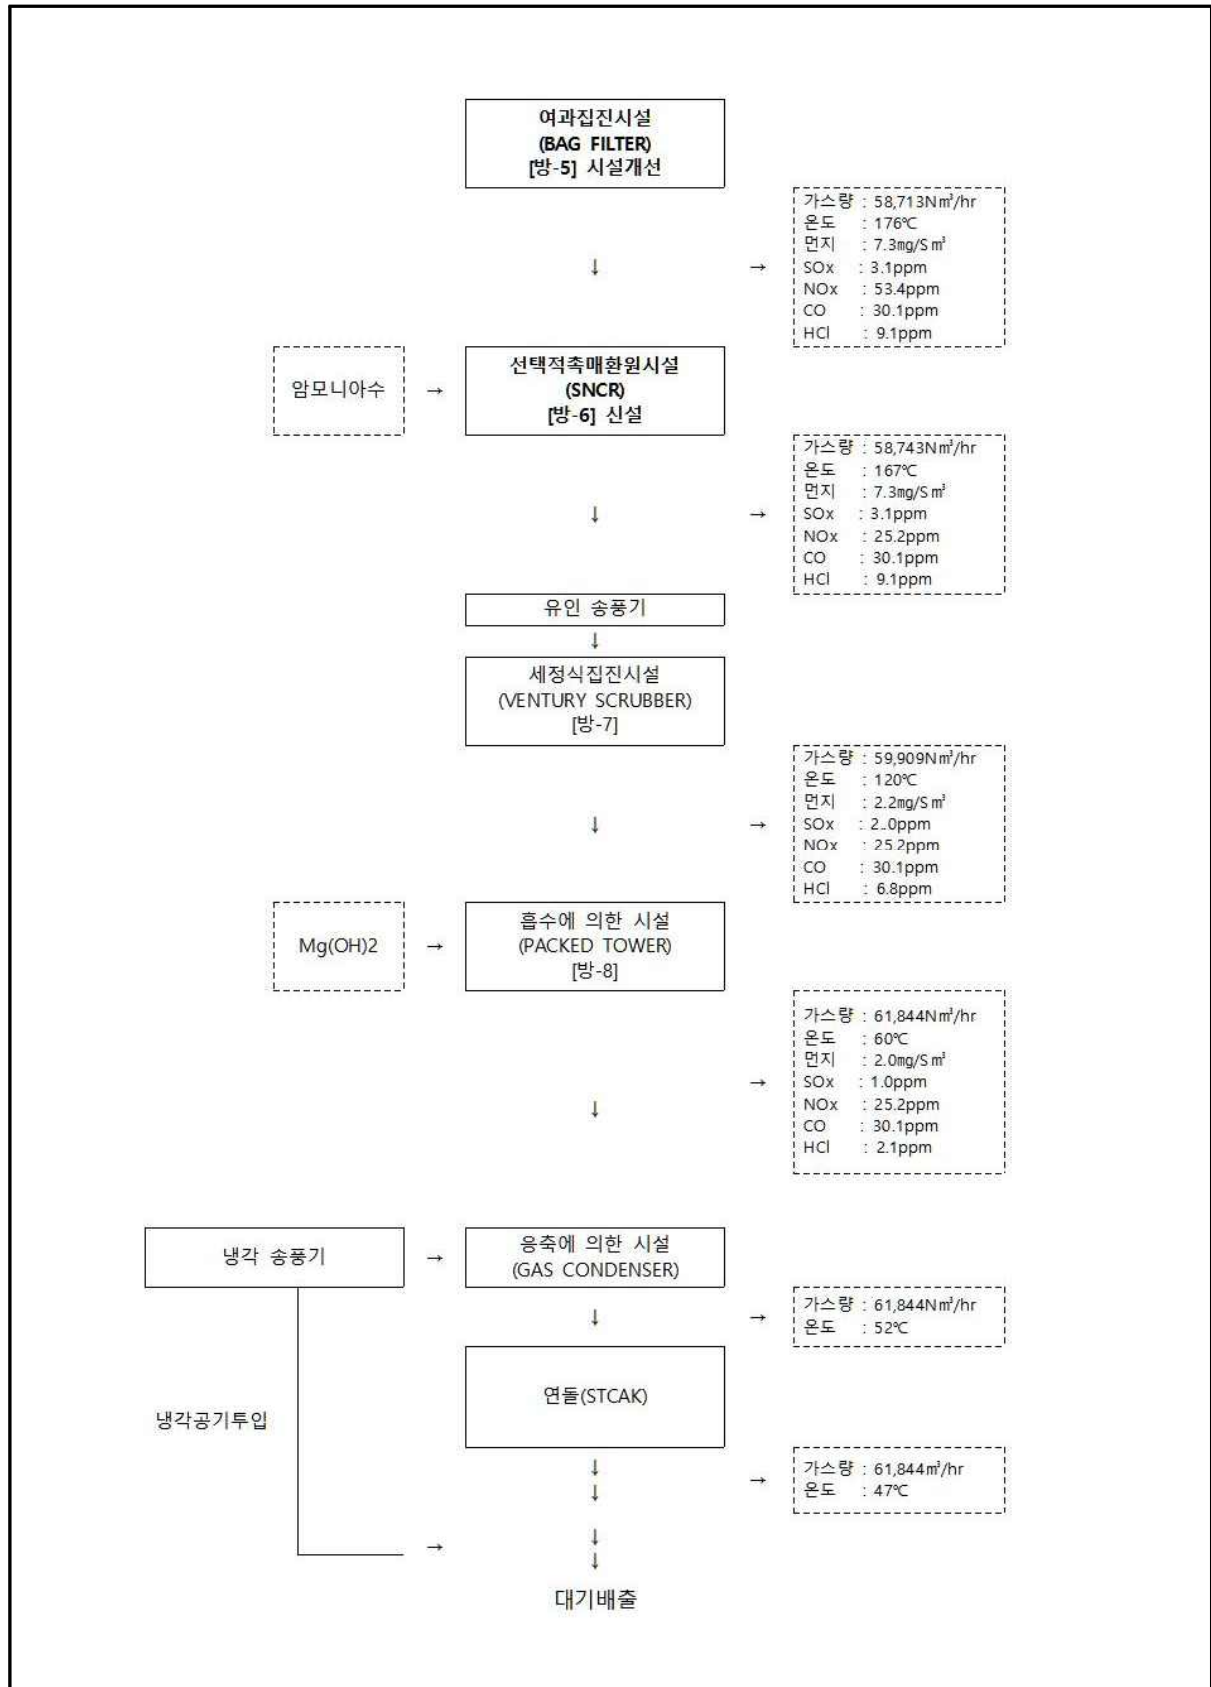 여과집진시설
(BAG FILTER)
[방-5] 시설개선
가스량 : 58,713N㎥/hr
온도 : 176℃
먼지 : 7.3㎎/S㎥
SOx : 3.1ppm
NOx : 53.4ppm
CO : 30.1ppm
HCl : 9.1ppm
↓ →
암모니아수 →
선택적촉매환원시설
(SNCR)
[방-6] 신설
가스량 : 58,743N㎥/hr
온도 : 167℃
먼지 : 7.3㎎/S㎥
SOx : 3.1ppm
NOx : 25.2ppm
CO : 30.1ppm
HCl : 9.1ppm
↓ →
유인 송풍기
↓
세정식집진시설
(VENTURY SCRUBBER)
[방-7]
가스량 : 59,909N㎥/hr
온도 : 120℃
먼지 : 2.2㎎/S㎥
SOx : 2..0ppm
NOx : 25.2ppm
CO : 30.1ppm
HCl : 6.8ppm
↓ →
Mg(OH)2 →
흡수에 의한 시설
(PACKED TOWER)
[방-8]
가스량 : 61,844N㎥/hr
온도 : 60℃
먼지 : 2.0㎎/S㎥
SOx : 1.0ppm
NOx : 25.2ppm
CO : 30.1ppm
HCl : 2.1ppm
↓ →
냉각 송풍기 →
응축에 의한 시설
(GAS CONDENSER)
가스량 : 61,844N㎥/hr
온도 : 52℃
↓ →
연돌(STCAK)
냉각공기투입
가스량 : 61,844㎥/hr
온도 : 47℃
↓ →
↓
↓
→
↓
대기배출